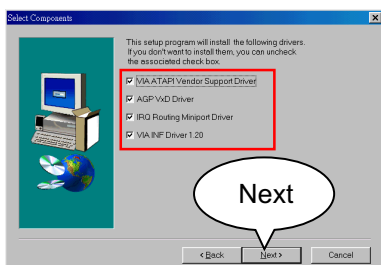 Select Components
This setup program will install the following drivers.
If you don't want to install them, you can uncheck
the associated check box.
VIA ATAPI Vendor Support Driver
AGP VxD Driver
IRQ Routing Miniport Driver
VIA INF Driver 1.20
Next
< Back
Next >
Cancel